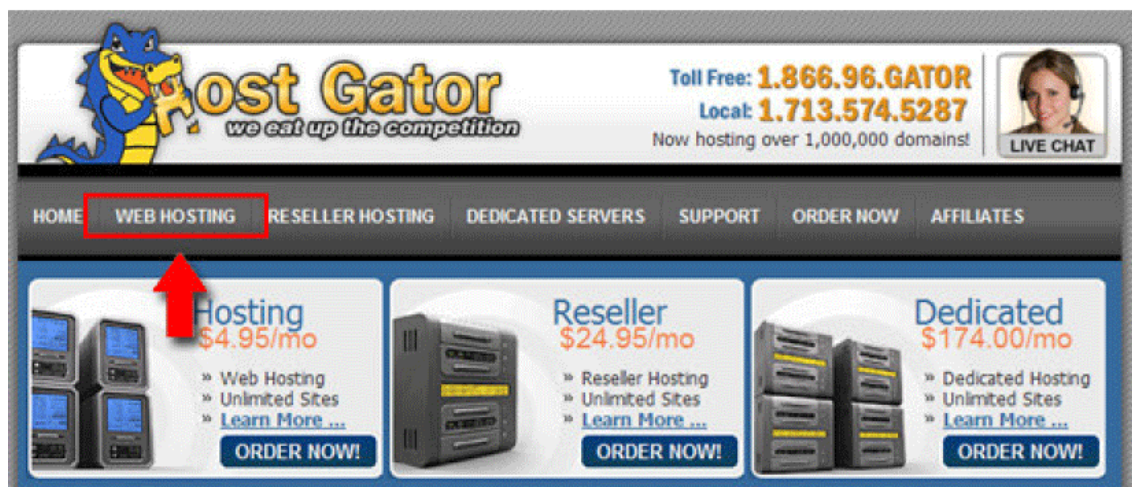 Host Gator
we eat up the competition
Toll Free: 1.866.96.GATOR
Local: 1.713.574.5287
Now hosting over 1,000,000 domains!
LIVE CHAT
HOME WEB HOSTING RESELLER HOSTING DEDICATED SERVERS SUPPORT ORDER NOW AFFILIATES
Hosting
$4.95/mo
» Web Hosting
» Unlimited Sites
» Learn More ...
ORDER NOW!
Reseller
$24.95/mo
» Reseller Hosting
» Unlimited Sites
» Learn More ...
ORDER NOW!
Dedicated
$174.00/mo
» Dedicated Hosting
» Unlimited Sites
» Learn More ...
ORDER NOW!